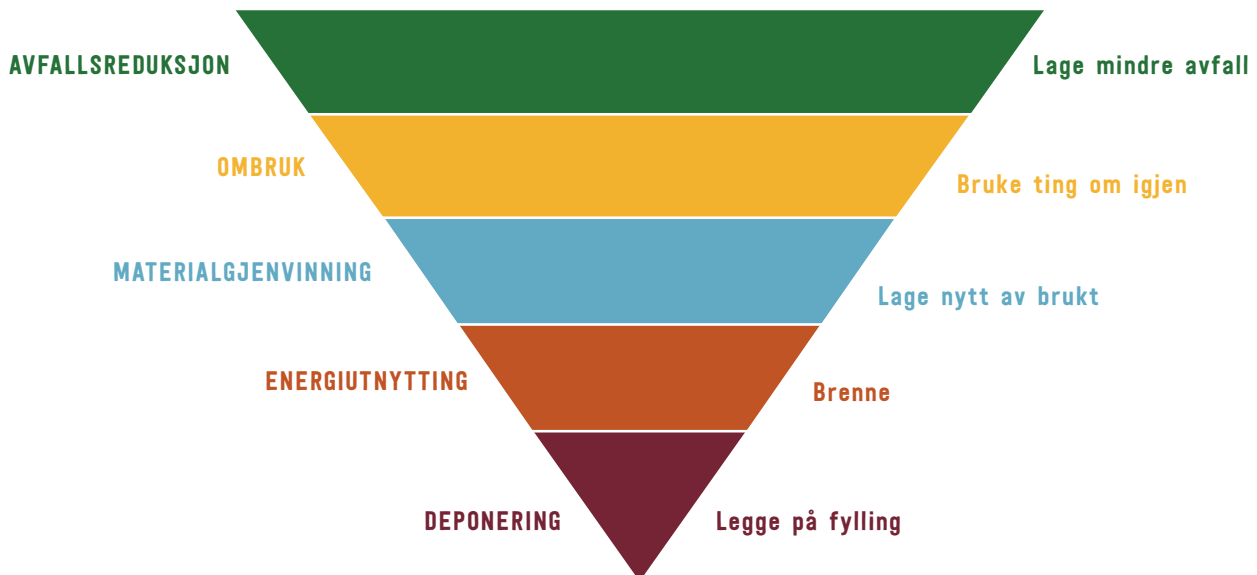 AVFALLSREDUKSJON
Lage mindre avfall
OMBRUK
Bruke ting om igjen
MATERIALGJENVINNING
Lage nytt av brukt
ENERGIUTNYTTING
Brenne
DEPONERING
Legge på fylling